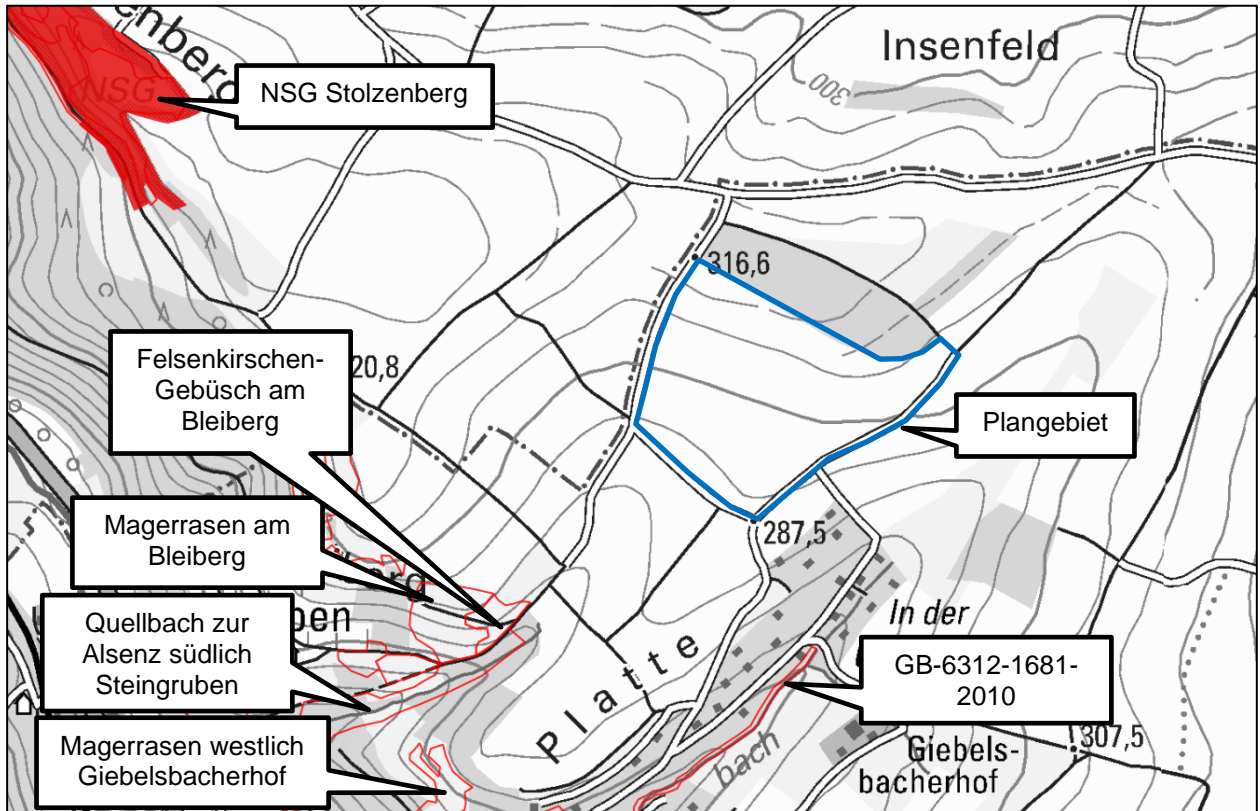 enberg
Insenfeld
NSG
NSG Stolzenberg
300
316,6
Felsenkirschen-
Gebüsch am
Bleiberg
20,8
Plangebiet
Magerrasen am
Bleiberg
287,5
Quellbach zur
Alsenz südlich
Steingruben
ben
In der
GB-6312-1681-
2010
Platte
Magerrasen westlich
Giebelsbacherhof
bach
Giebels-
bacherhof
307,5